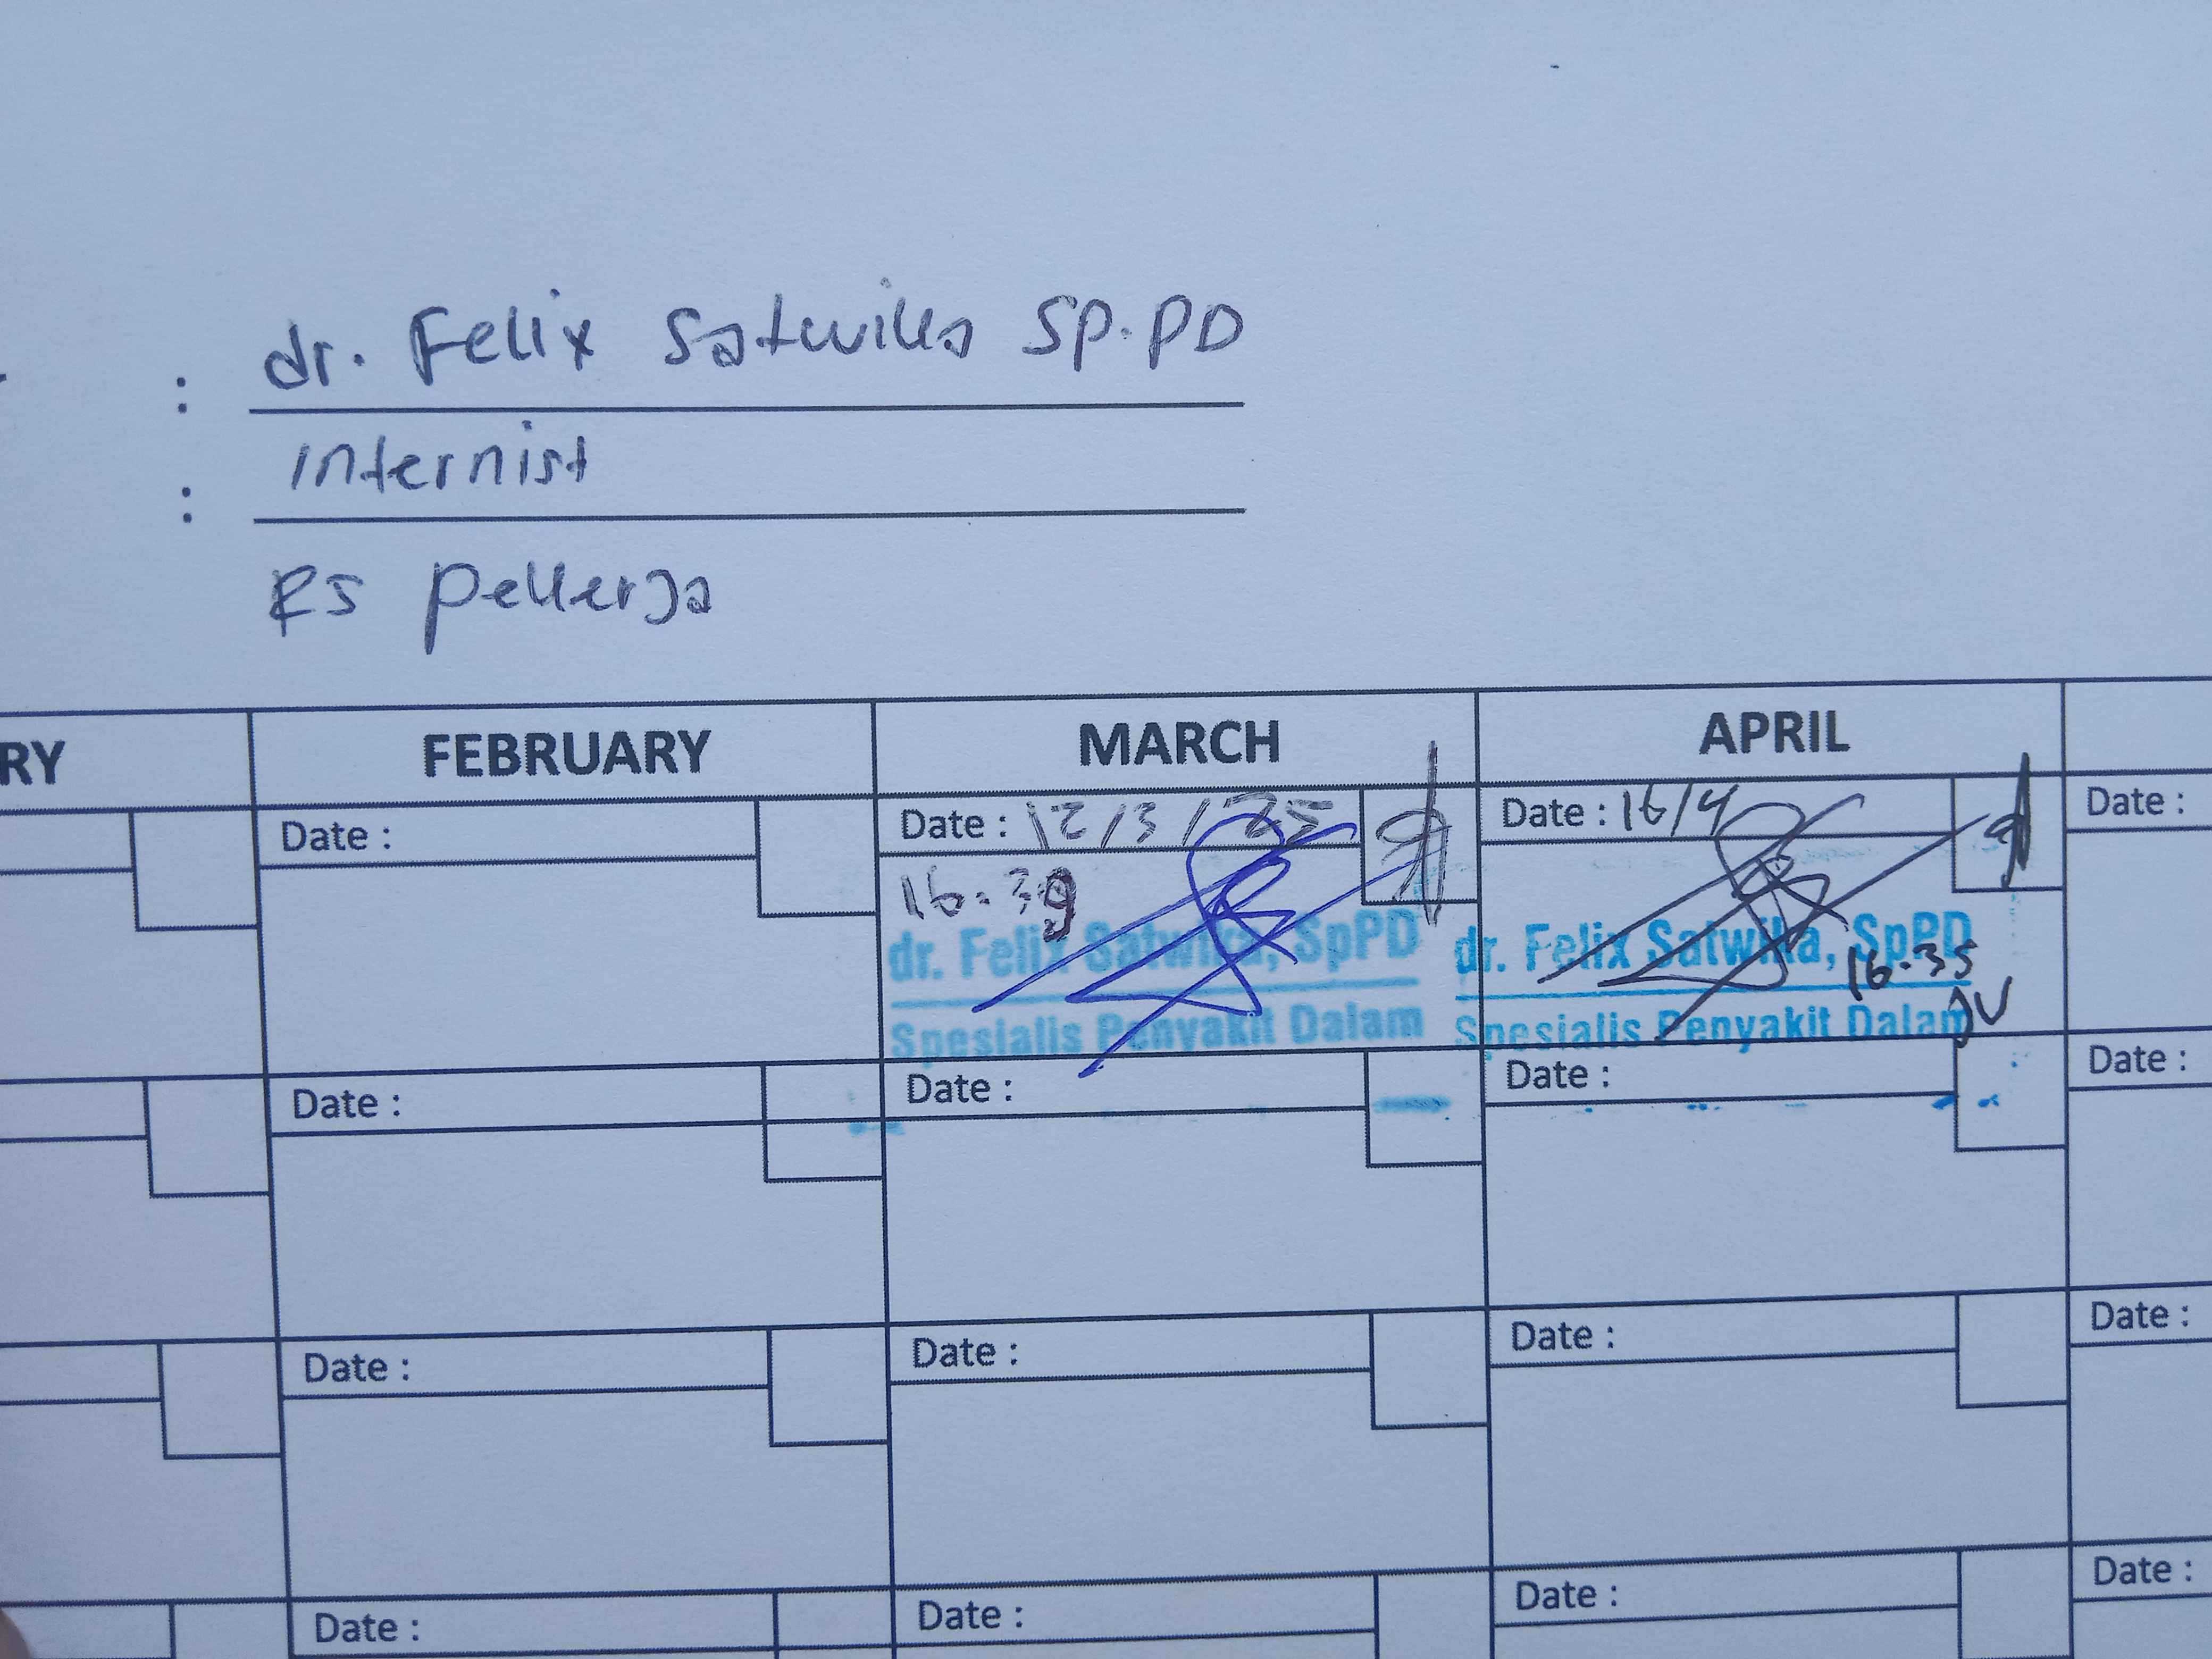 : dr. Felix Satwika Sp.PD
: Internist
RS Pekerja
RY FEBRUARY MARCH APRIL
Date : Date : 12/3/25 Date : 16/4 Date :
16.39
dr. Felix Satwika, SpPD dr. Felix Satwika, SpPD
16.35
Spesialis Penyakit Dalam Spesialis Penyakit Dalam
Date : Date : Date : Date :
Date : Date : Date : Date :
Date : Date : Date : Date :